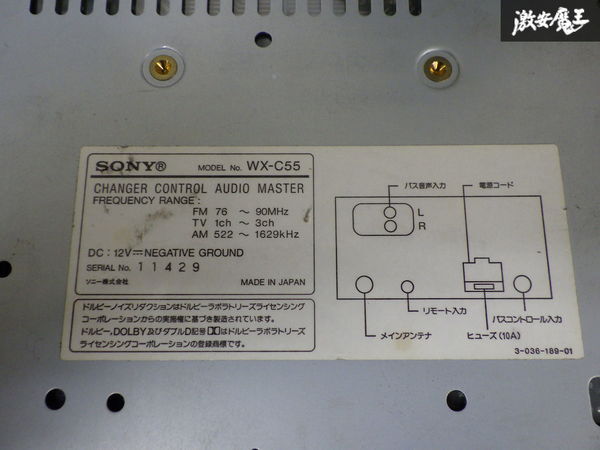 激安魔王
SONY® MODEL No. WX-C55
CHANGER CONTROL AUDIO MASTER
FREQUENCY RANGE:
FM 76 ~ 90MHz
TV 1ch ~ 3ch
AM 522 ~ 1629kHz
DC: 12V⎓NEGATIVE GROUND
SERIAL No. 11429
ソニー株式会社 MADE IN JAPAN
ドルビーノイズリダクションはドルビーラボラトリーズライセンシング
コーポレーションからの実施権に基づき製造されています。
ドルビー、DOLBY及びダブルD記号はドルビーラボラトリーズ
ライセンシングコーポレーションの登録商標です。
バス音声入力
電源コード
L
R
リモート入力
バスコントロール入力
メインアンテナ
ヒューズ(10A)
3-036-189-01